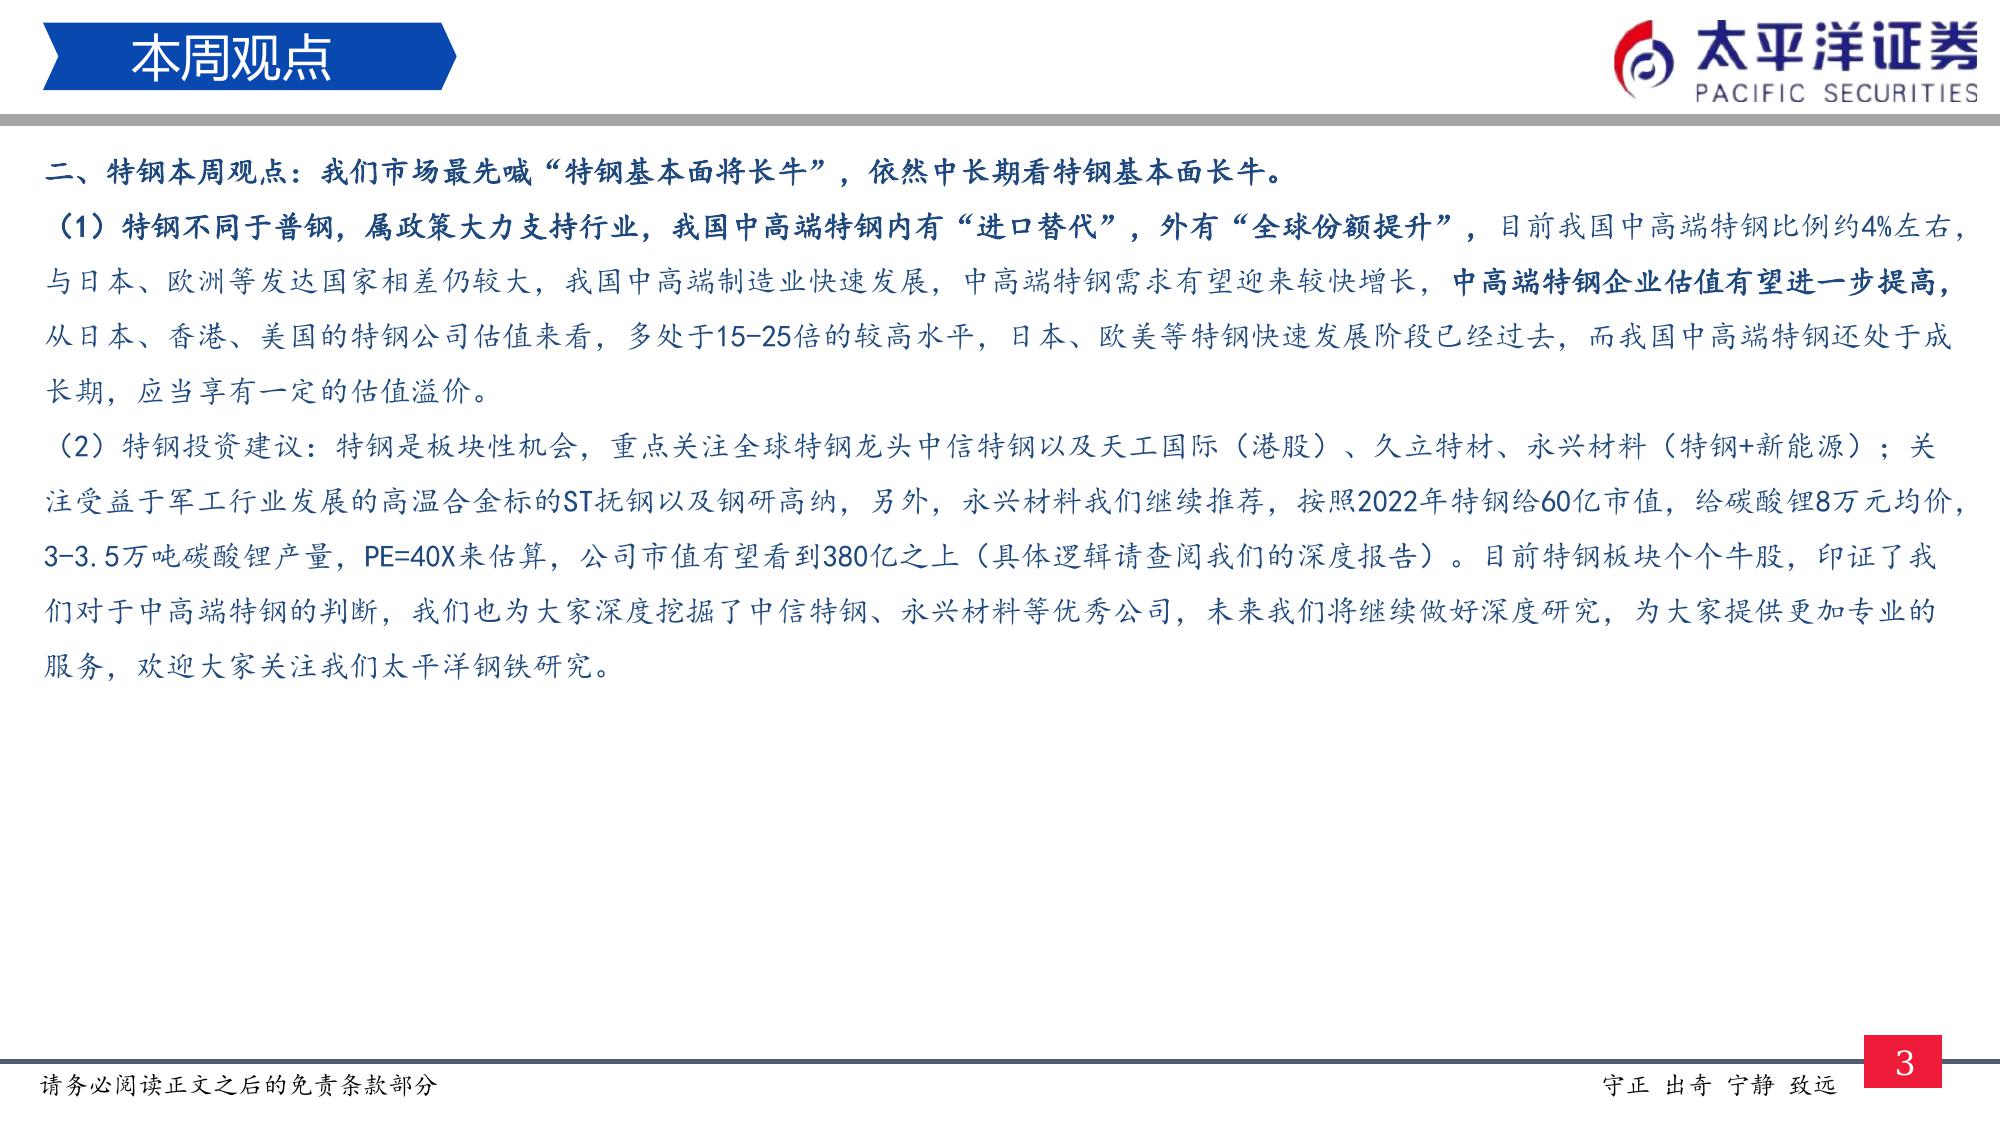 本周观点
太平洋证券
PACIFIC SECURITIES
二、特钢本周观点：我们市场最先喊“特钢基本面将长牛”，依然中长期看特钢基本面长牛。
（1）特钢不同于普钢，属政策大力支持行业，我国中高端特钢内有“进口替代”，外有“全球份额提升”，目前我国中高端特钢比例约4%左右，
与日本、欧洲等发达国家相差仍较大，我国中高端制造业快速发展，中高端特钢需求有望迎来较快增长，中高端特钢企业估值有望进一步提高，
从日本、香港、美国的特钢公司估值来看，多处于15-25倍的较高水平，日本、欧美等特钢快速发展阶段已经过去，而我国中高端特钢还处于成
长期，应当享有一定的估值溢价。
（2）特钢投资建议：特钢是板块性机会，重点关注全球特钢龙头中信特钢以及天工国际（港股）、久立特材、永兴材料（特钢+新能源）；关
注受益于军工行业发展的高温合金标的ST抚钢以及钢研高纳，另外，永兴材料我们继续推荐，按照2022年特钢给60亿市值，给碳酸锂8万元均价，
3-3.5万吨碳酸锂产量，PE=40X来估算，公司市值有望看到380亿之上（具体逻辑请查阅我们的深度报告）。目前特钢板块个个牛股，印证了我
们对于中高端特钢的判断，我们也为大家深度挖掘了中信特钢、永兴材料等优秀公司，未来我们将继续做好深度研究，为大家提供更加专业的
服务，欢迎大家关注我们太平洋钢铁研究。
请务必阅读正文之后的免责条款部分
守正 出奇 宁静 致远
3